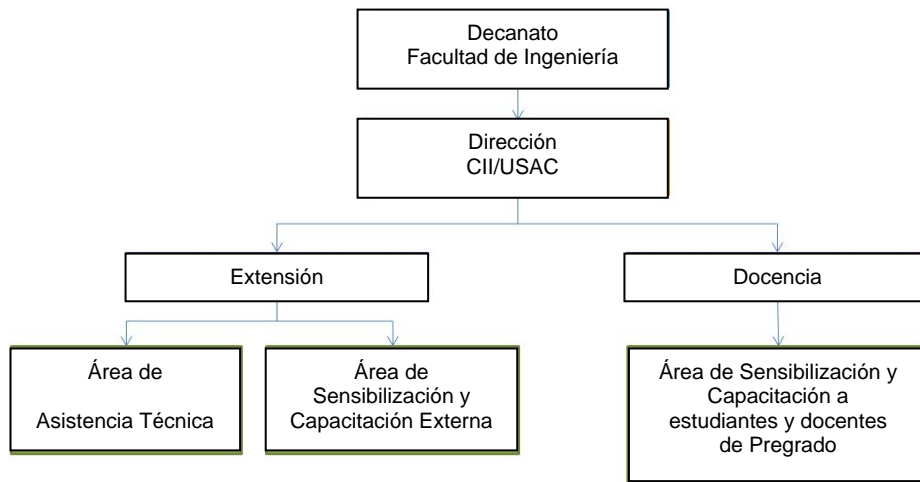 Decanato
Facultad de Ingeniería
Dirección
CII/USAC
Extensión
Docencia
Área de
Asistencia Técnica
Área de
Sensibilización y
Capacitación Externa
Área de Sensibilización y
Capacitación a
estudiantes y docentes
de Pregrado